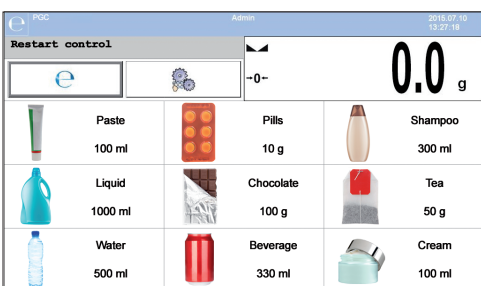 PGC Admin 2016.07.10
13:27:18
Restart control
→0←
0.0 g
Paste Pills Shampoo
100 ml 10 g 300 ml
Liquid Chocolate Tea
1000 ml 100 g 50 g
Water Beverage Cream
500 ml 330 ml 100 ml